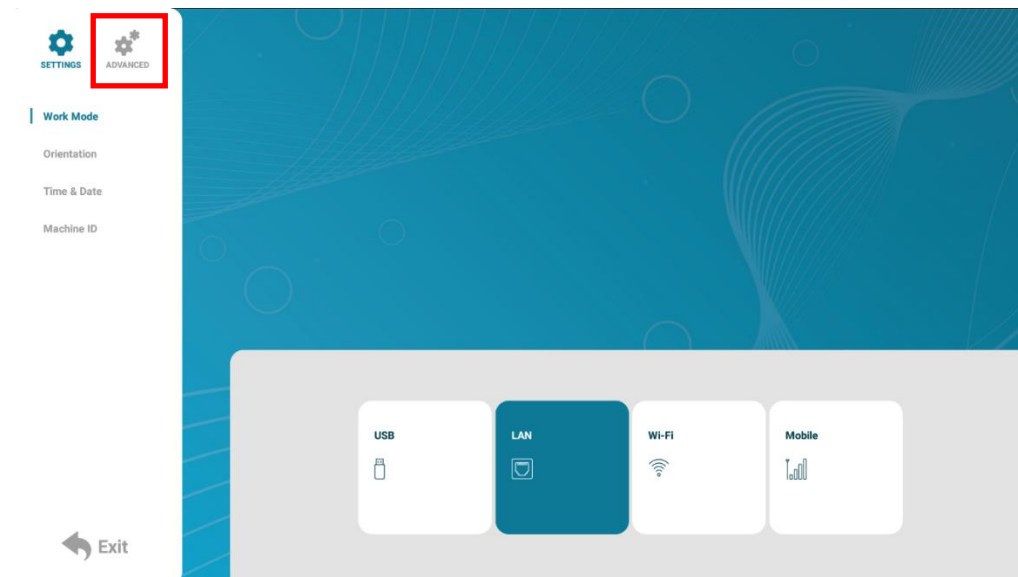 SETTINGS
ADVANCED
Work Mode
Orientation
Time & Date
Machine ID
USB
LAN
Wi-Fi
Mobile
Exit